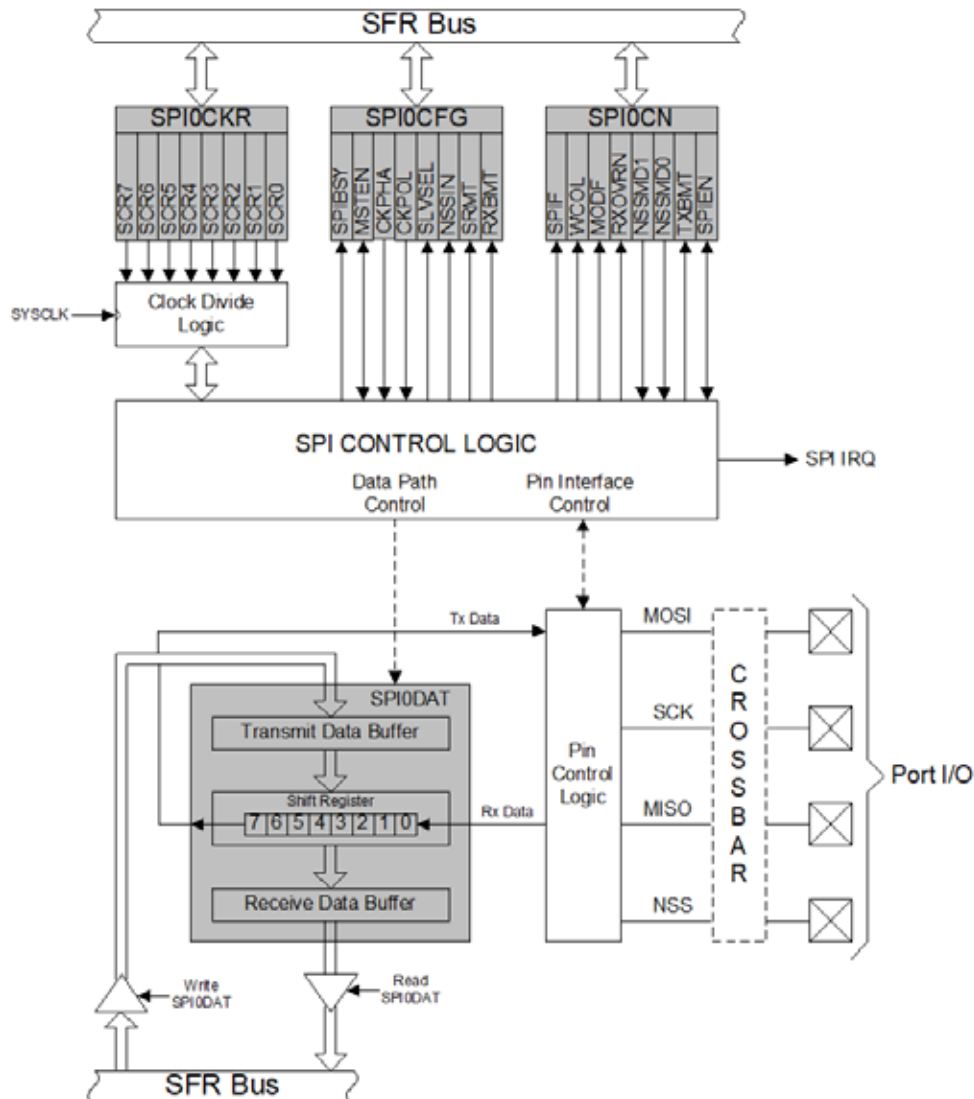 SFR Bus
SPI0CKR
SCR7
SCR6
SCR5
SCR4
SCR3
SCR2
SCR1
SCR0
SPI0CFG
SPIBSY
MSTEN
CKPHA
CKPOL
SLVSEL
NSSIN
SRMT
RXBMT
SPI0CN
SPIF
WCOL
MODF
RXOVRN
NSSMD1
NSSMD0
TXBMT
SPIEN
SYSCLK
Clock Divide
Logic
SPI CONTROL LOGIC
Data Path
Control
Pin Interface
Control
SPI IRQ
Tx Data
SPI0DAT
Transmit Data Buffer
Shift Register
7 6 5 4 3 2 1 0
Rx Data
Receive Data Buffer
Pin
Control
Logic
MOSI
SCK
MISO
NSS
CROSSBAR
Port I/O
Write
SPI0DAT
Read
SPI0DAT
SFR Bus